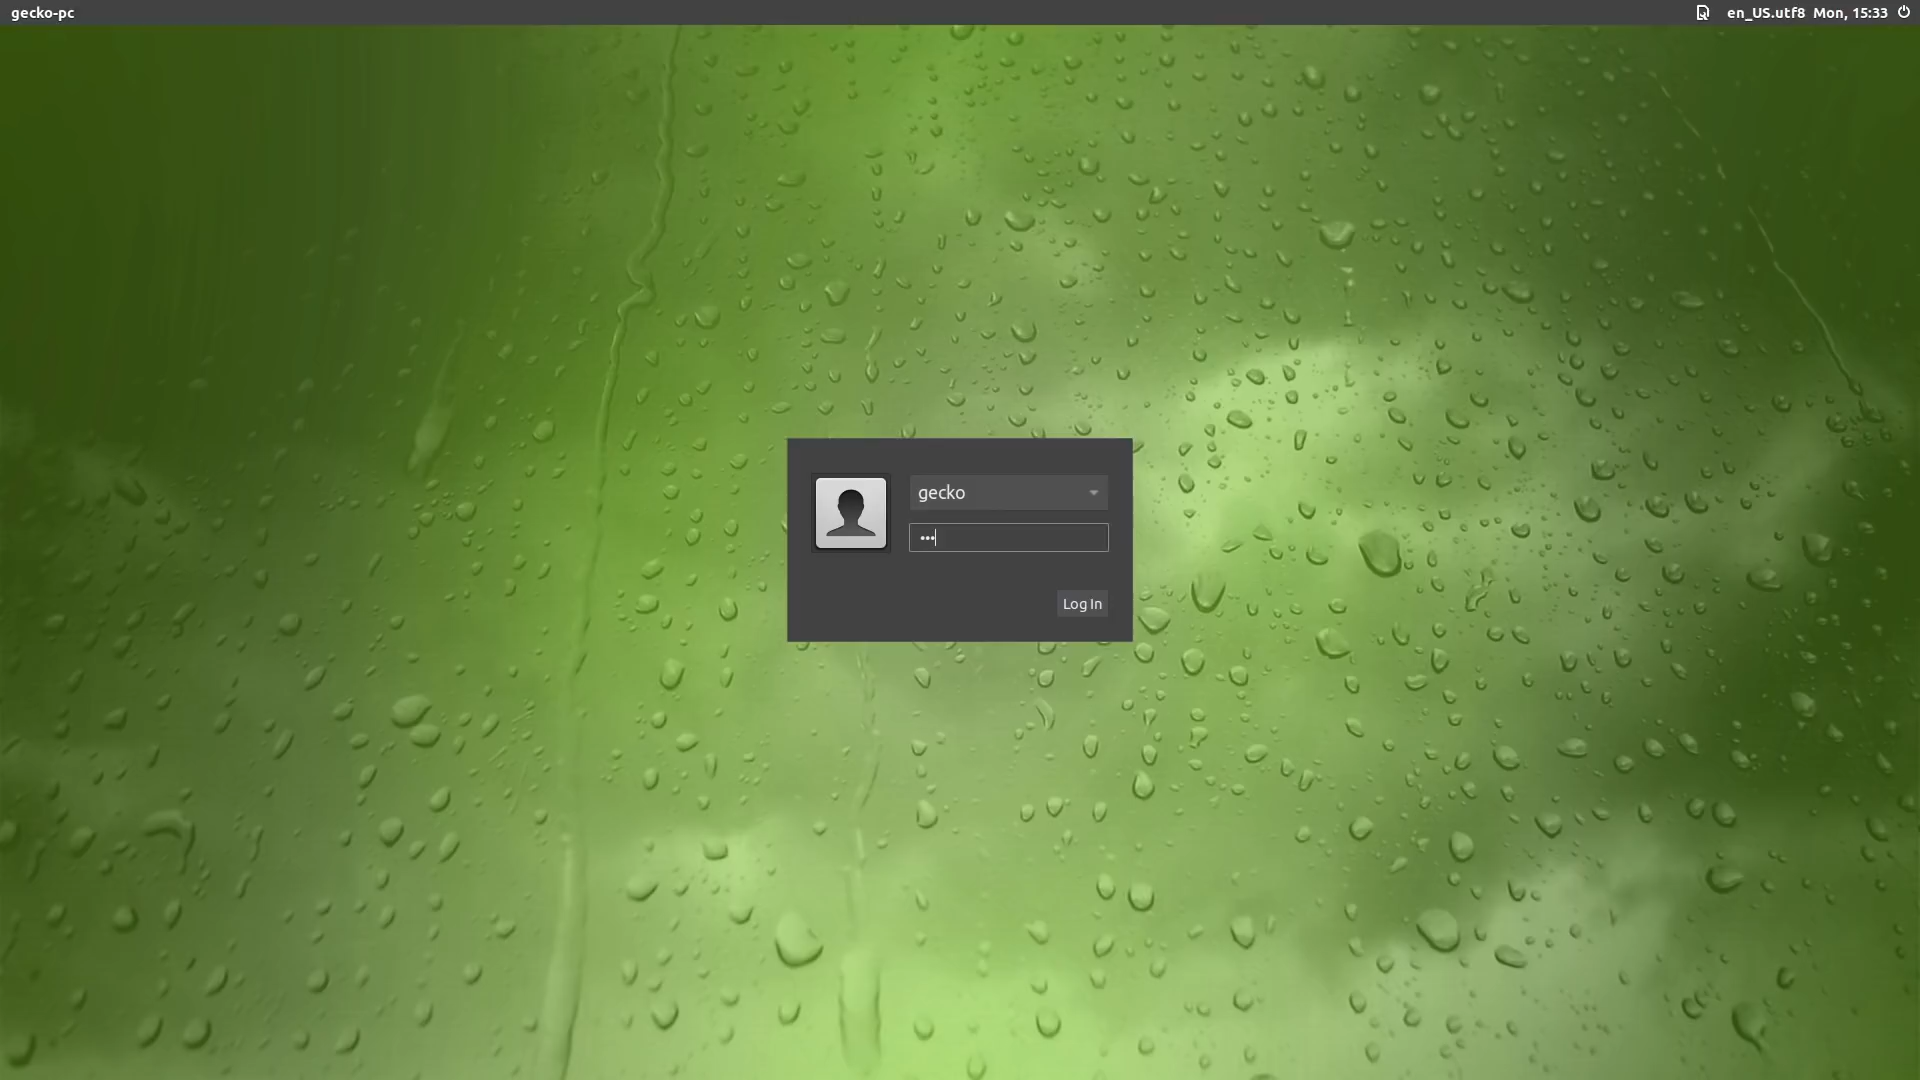 gecko-pc
en_US.utf8 Mon, 15:33
gecko
•••
Log In